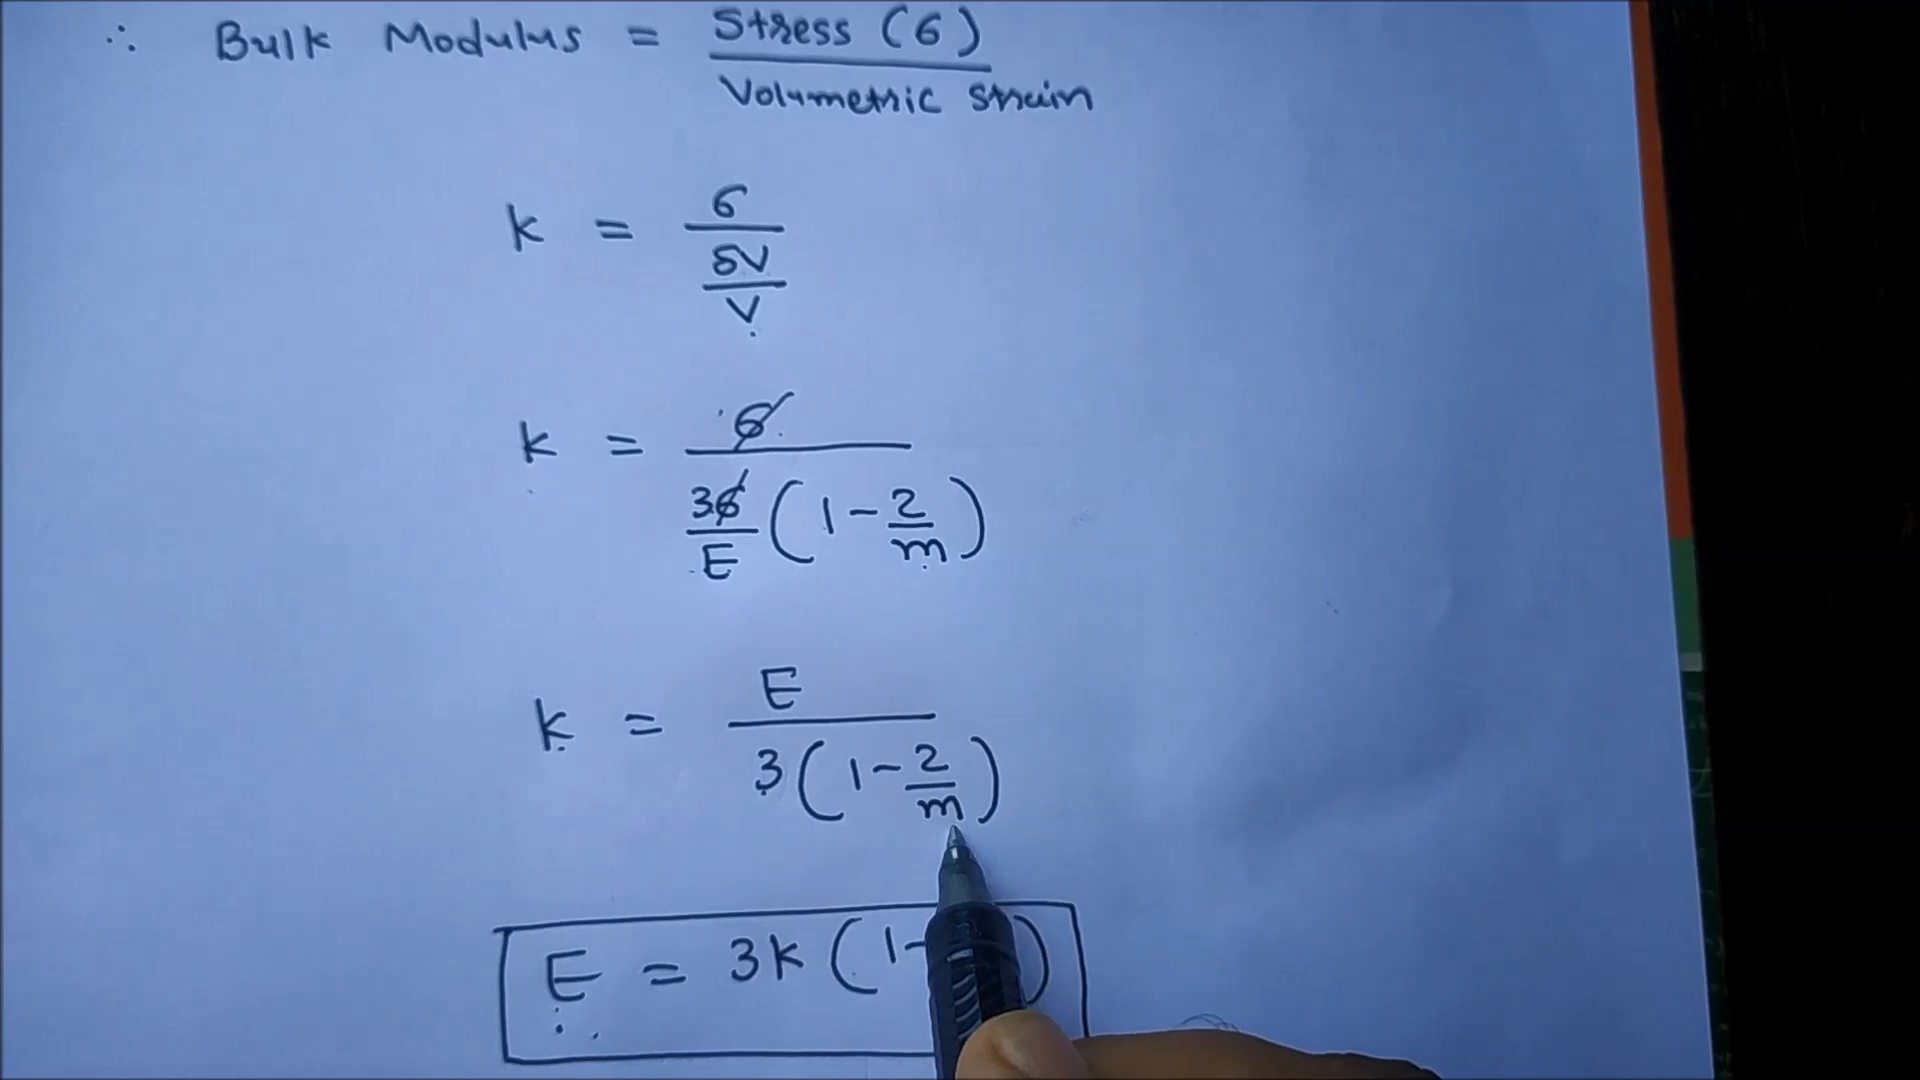 ∴ Bulk Modulus = Stress (σ) / Volumetric strain
k = σ / (δV / V)
k = σ / (3σ/E (1 - 2/m))
k = E / (3 (1 - 2/m))
E = 3k (1 - )